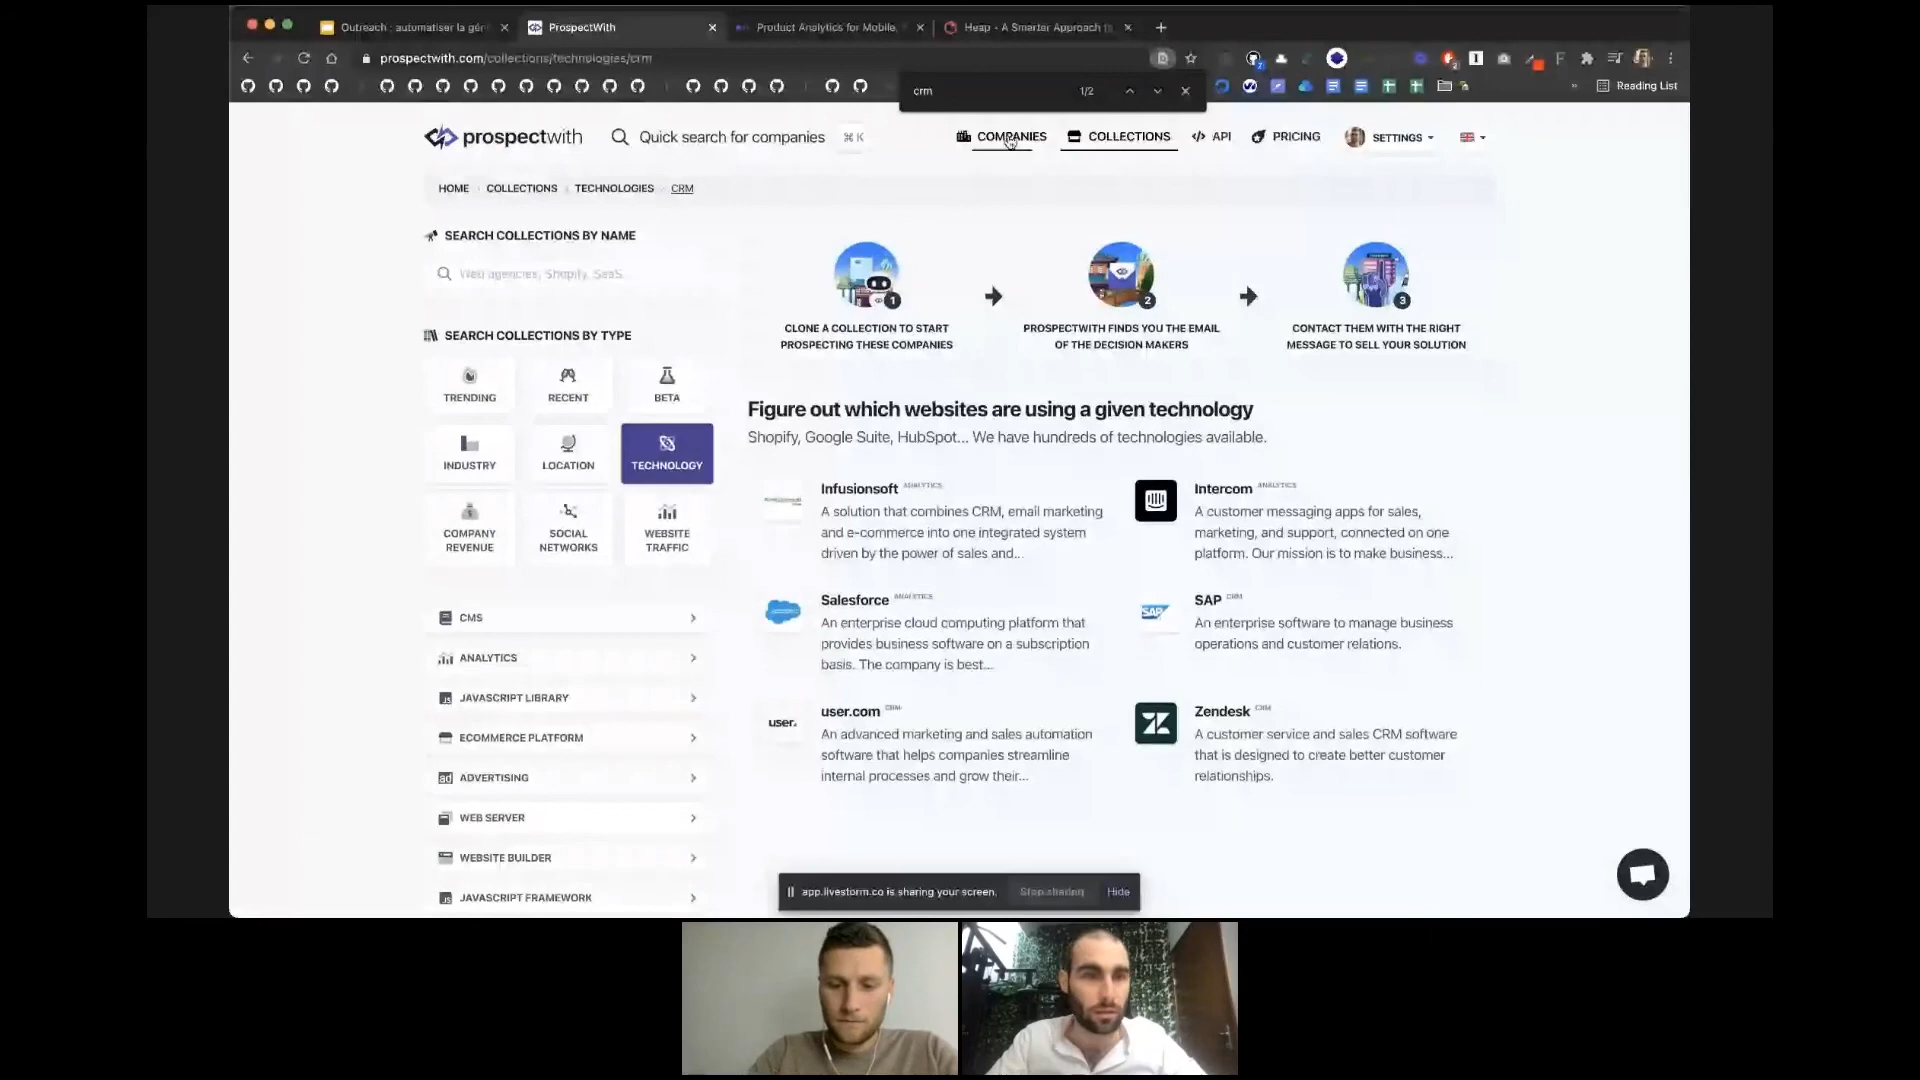 Outreach : automatiser la gén
ProspectWith
Product Analytics for Mobile,
Heap - A Smarter Approach t
prospectwith.com/collections/technologies/crm
crm
1/2
Reading List
prospectwith
Quick search for companies
⌘ K
COMPANIES
COLLECTIONS
API
PRICING
SETTINGS
HOME
COLLECTIONS
TECHNOLOGIES
CRM
SEARCH COLLECTIONS BY NAME
Web agencies, Shopify, SaaS...
SEARCH COLLECTIONS BY TYPE
TRENDING
RECENT
BETA
INDUSTRY
LOCATION
TECHNOLOGY
COMPANY
REVENUE
SOCIAL
NETWORKS
WEBSITE
TRAFFIC
CMS
ANALYTICS
JAVASCRIPT LIBRARY
ECOMMERCE PLATFORM
ADVERTISING
WEB SERVER
WEBSITE BUILDER
JAVASCRIPT FRAMEWORK
1
CLONE A COLLECTION TO START
PROSPECTING THESE COMPANIES
2
PROSPECTWITH FINDS YOU THE EMAIL
OF THE DECISION MAKERS
3
CONTACT THEM WITH THE RIGHT
MESSAGE TO SELL YOUR SOLUTION
Figure out which websites are using a given technology
Shopify, Google Suite, HubSpot... We have hundreds of technologies available.
Infusionsoft ANALYTICS
A solution that combines CRM, email marketing
and e-commerce into one integrated system
driven by the power of sales and...
Intercom ANALYTICS
A customer messaging apps for sales,
marketing, and support, connected on one
platform. Our mission is to make business...
Salesforce ANALYTICS
An enterprise cloud computing platform that
provides business software on a subscription
basis. The company is best...
SAP
SAP CRM
An enterprise software to manage business
operations and customer relations.
user.
user.com CRM
An advanced marketing and sales automation
software that helps companies streamline
internal processes and grow their...
Zendesk CRM
A customer service and sales CRM software
that is designed to create better customer
relationships.
app.livestorm.co is sharing your screen.
Stop sharing
Hide